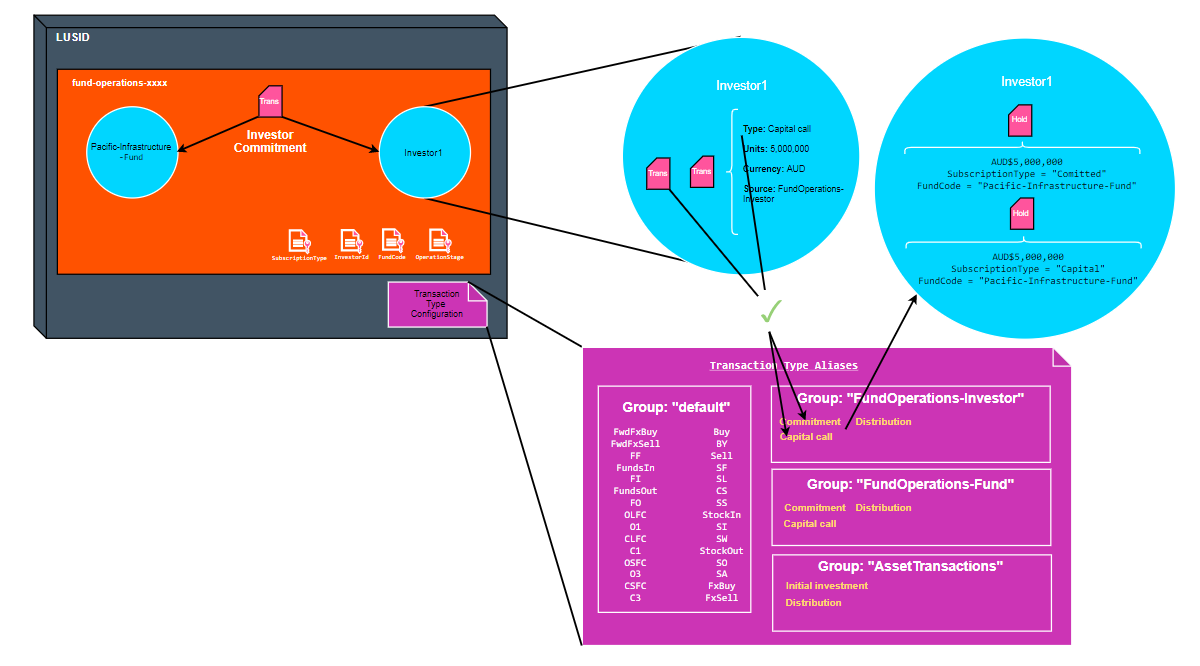 LUSID
fund-operations-xxxx
Trans
Investor
Commitment
Pacific-Infrastructure
-Fund
Investor1
SubscriptionType
InvestorId
FundCode
OperationStage
Transaction
Type
Configuration
Investor1
Trans
Trans
Type: Capital call
Units: 5,000,000
Currency: AUD
Source: FundOperations-
Investor
Investor1
Hold
AUD$5,000,000
SubscriptionType = "Comitted"
FundCode = "Pacific-Infrastructure-Fund"
Hold
AUD$5,000,000
SubscriptionType = "Capital"
FundCode = "Pacific-Infrastructure-Fund"
Transaction Type Aliases
Group: "default"
FwdFxBuy Buy
FwdFxSell BY
FF Sell
FundsIn SF
FI SL
FundsOut CS
FO SS
OLFC StockIn
O1 SI
CLFC SW
C1 StockOut
OSFC SO
O3 SA
CSFC FxBuy
C3 FxSell
Group: "FundOperations-Investor"
Commitment Distribution
Capital call
Group: "FundOperations-Fund"
Commitment Distribution
Capital call
Group: "AssetTransactions"
Initial investment
Distribution